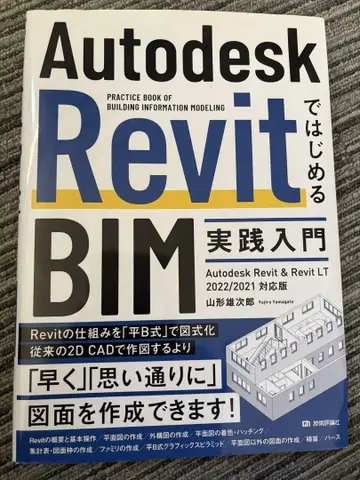 Autodesk
PRACTICE BOOK OF
BUILDING INFORMATION MODELING
Revit
ではじめる
BIM
実践入門
Autodesk Revit & Revit LT
2022/2021 対応版
山形雄次郎 Yujiro Yamagata
Revitの仕組みを「平B式」で図式化
従来の2D CADで作図するより
「早く」「思い通りに」
図面を作成できます!
技術評論社
Revitの概要と基本操作/平面図の作成/外構図の作成/平面図の着色・ハッチング/
集計表・図面枠の作成/ファミリの作成/平B式グラフィックスピラミッド/平面図以外の図面の作成/積算/パース